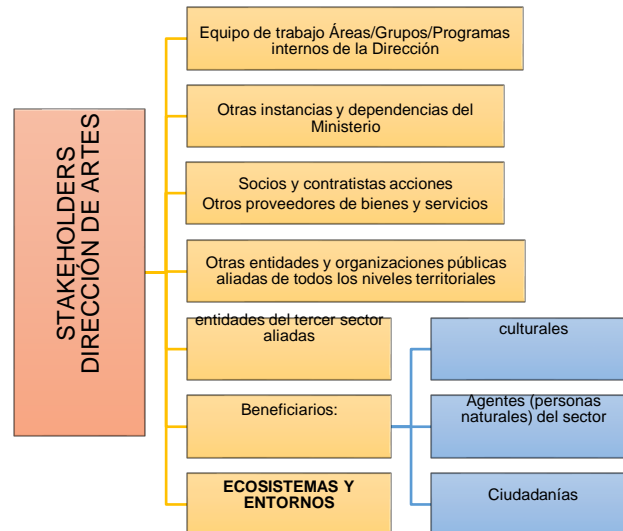 STAKEHOLDERS
DIRECCIÓN DE ARTES
Equipo de trabajo Áreas/Grupos/Programas
internos de la Dirección
Otras instancias y dependencias del
Ministerio
Socios y contratistas acciones
Otros proveedores de bienes y servicios
Otras entidades y organizaciones públicas
aliadas de todos los niveles territoriales
entidades del tercer sector
aliadas
Beneficiarios:
culturales
Agentes (personas
naturales) del sector
Ciudadanías
ECOSISTEMAS Y
ENTORNOS